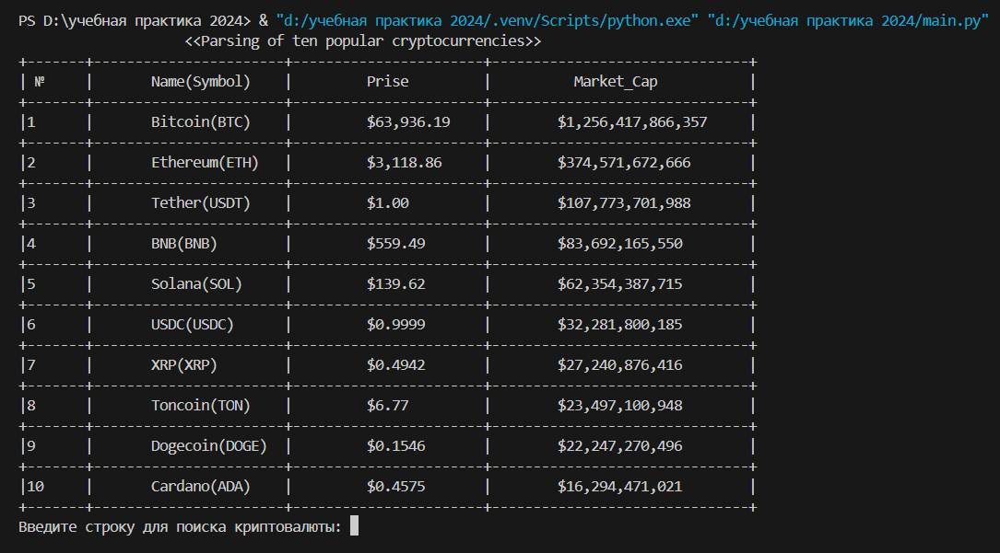 PS D:\учебная практика 2024> & "d:/учебная практика 2024/.venv/Scripts/python.exe" "d:/учебная практика 2024/main.py"
<<Parsing of ten popular cryptocurrencies>>
+-------+-----------------------+-----------------------+-------------------------------+
| № | Name(Symbol) | Prise | Market_Cap |
+-------+-----------------------+-----------------------+-------------------------------+
|1 | Bitcoin(BTC) | $63,936.19 | $1,256,417,866,357 |
+-------+-----------------------+-----------------------+-------------------------------+
|2 | Ethereum(ETH) | $3,118.86 | $374,571,672,666 |
+-------+-----------------------+-----------------------+-------------------------------+
|3 | Tether(USDT) | $1.00 | $107,773,701,988 |
+-------+-----------------------+-----------------------+-------------------------------+
|4 | BNB(BNB) | $559.49 | $83,692,165,550 |
+-------+-----------------------+-----------------------+-------------------------------+
|5 | Solana(SOL) | $139.62 | $62,354,387,715 |
+-------+-----------------------+-----------------------+-------------------------------+
|6 | USDC(USDC) | $0.9999 | $32,281,800,185 |
+-------+-----------------------+-----------------------+-------------------------------+
|7 | XRP(XRP) | $0.4942 | $27,240,876,416 |
+-------+-----------------------+-----------------------+-------------------------------+
|8 | Toncoin(TON) | $6.77 | $23,497,100,948 |
+-------+-----------------------+-----------------------+-------------------------------+
|9 | Dogecoin(DOGE) | $0.1546 | $22,247,270,496 |
+-------+-----------------------+-----------------------+-------------------------------+
|10 | Cardano(ADA) | $0.4575 | $16,294,471,021 |
+-------+-----------------------+-----------------------+-------------------------------+
Введите строку для поиска криптовалюты: